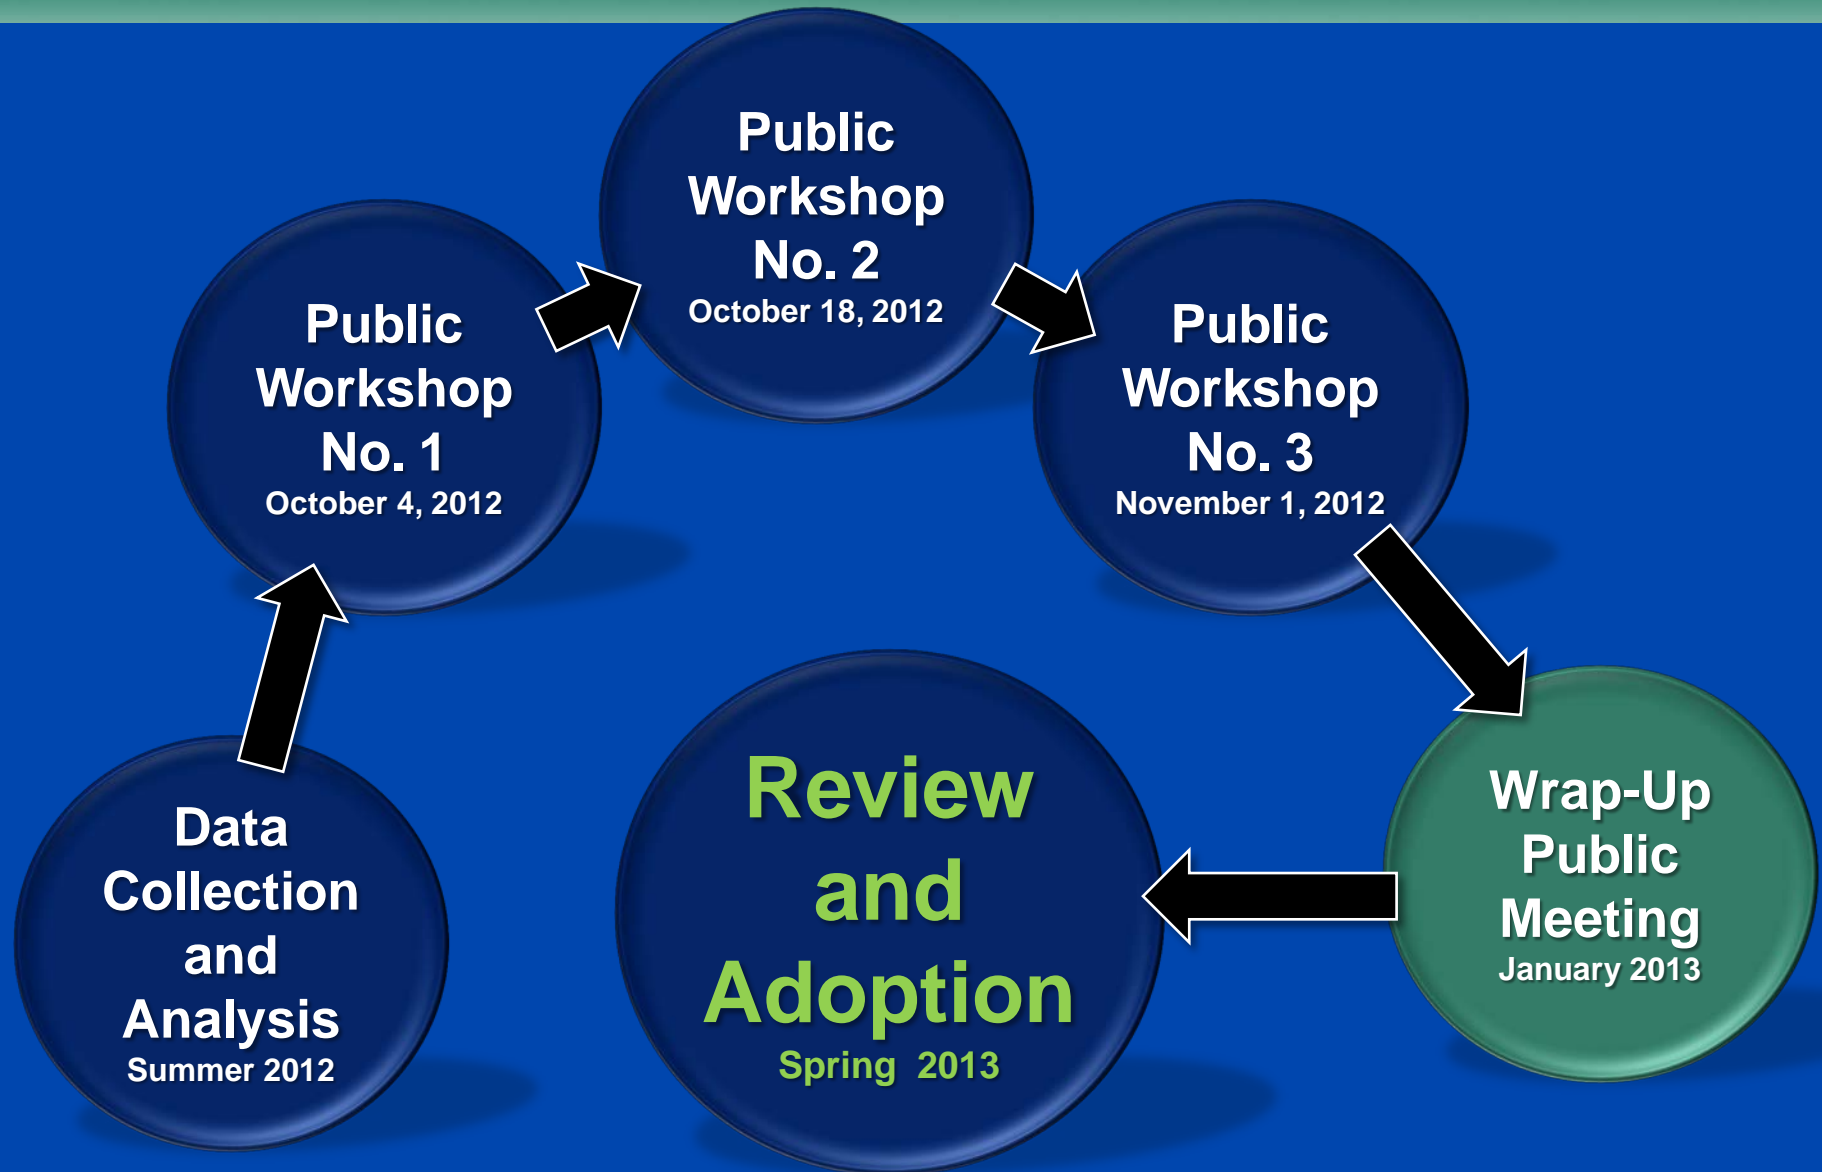 Data
Collection
and
Analysis
Summer 2012
Public
Workshop
No. 1
October 4, 2012
Public
Workshop
No. 2
October 18, 2012
Public
Workshop
No. 3
November 1, 2012
Wrap-Up
Public
Meeting
January 2013
Review
and
Adoption
Spring 2013